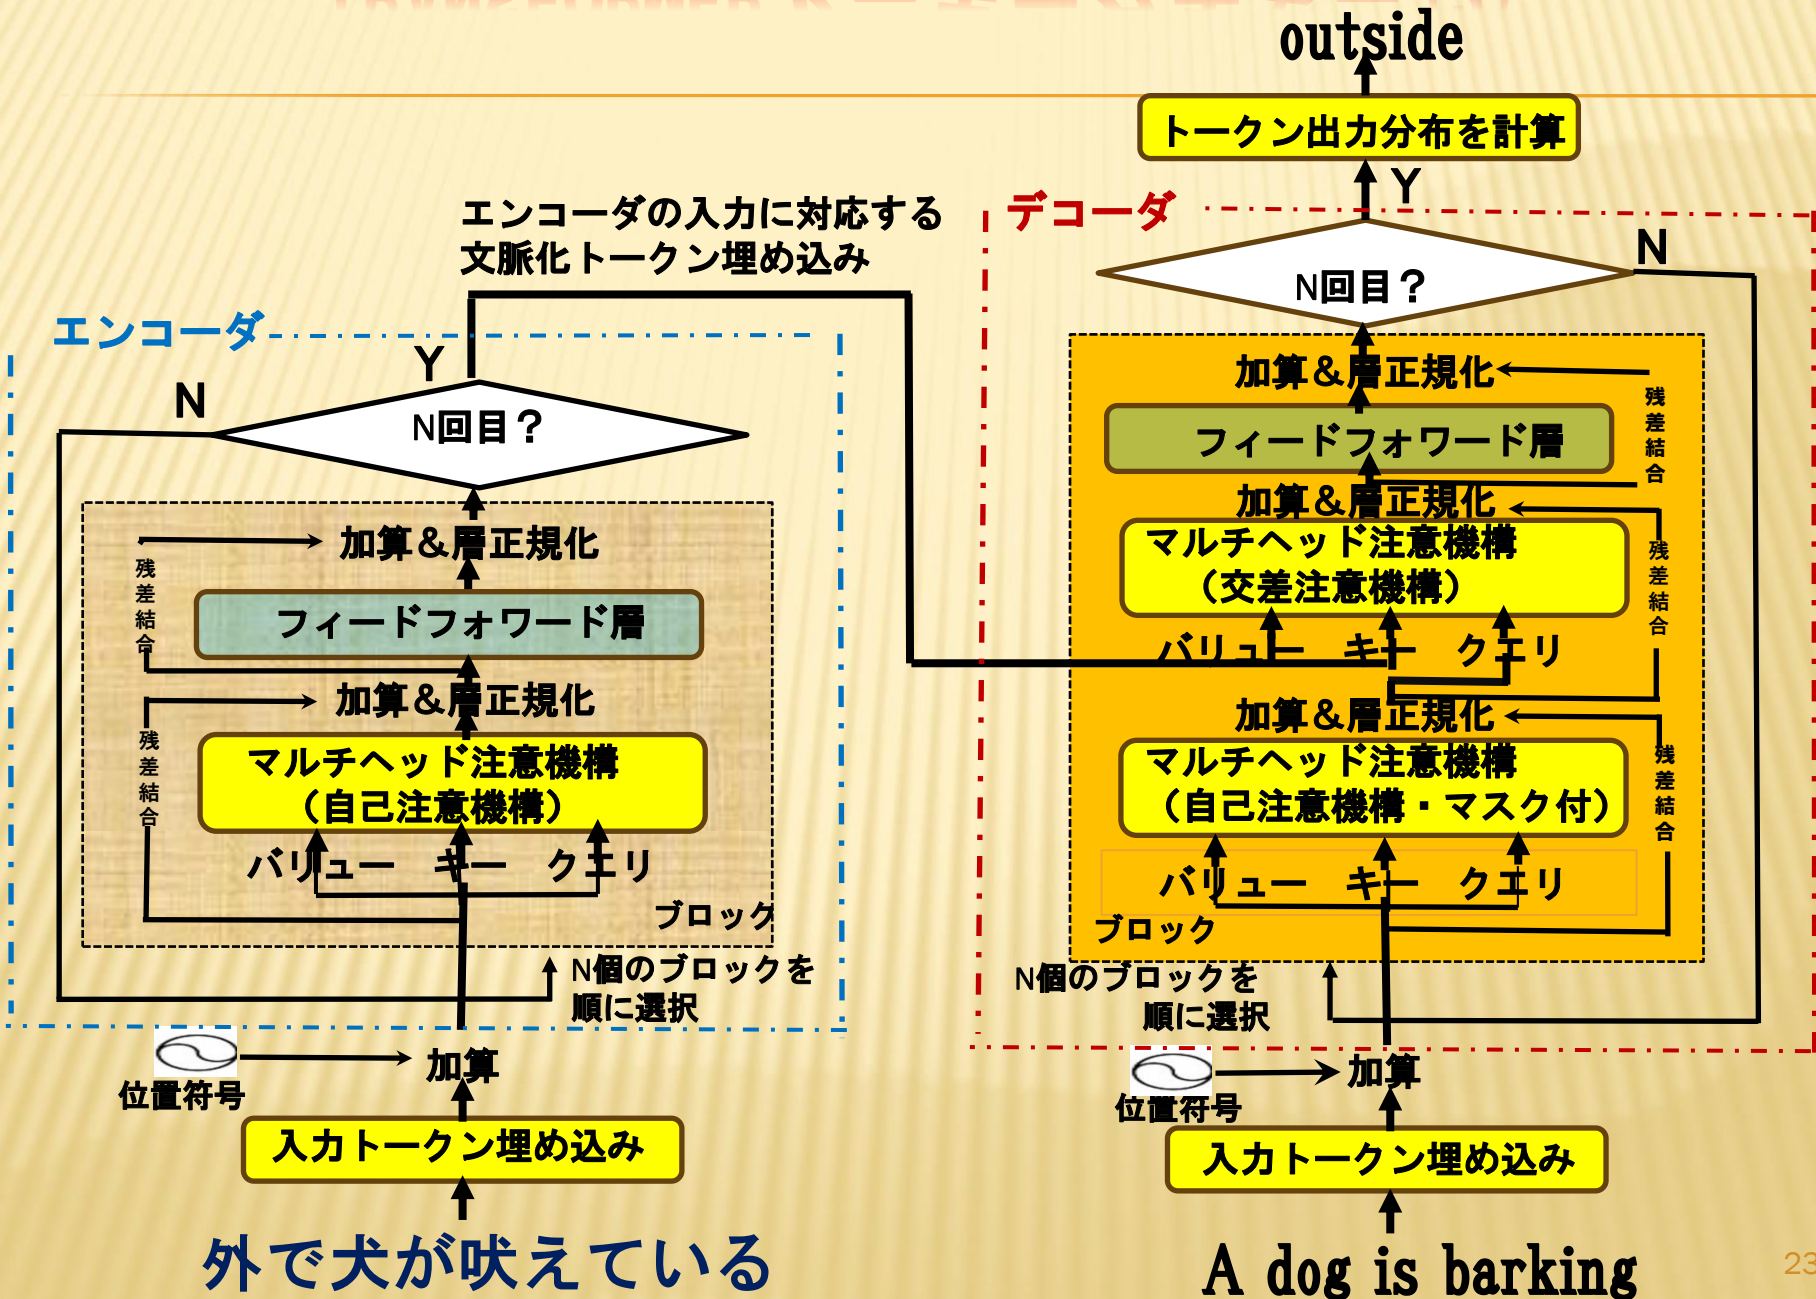 outside
トークン出力分布を計算
Y
デコーダ
N
N回目？
エンコーダの入力に対応する
文脈化トークン埋め込み
エンコーダ
Y
N
N回目？
加算＆層正規化
残差結合
フィードフォワード層
加算＆層正規化
残差結合
マルチヘッド注意機構
（自己注意機構）
バリュー キー クエリ
ブロック
N個のブロックを
順に選択
位置符号
加算
入力トークン埋め込み
外で犬が吠えている
加算＆層正規化
残差結合
フィードフォワード層
加算＆層正規化
残差結合
マルチヘッド注意機構
（交差注意機構）
バリュー キー クエリ
加算＆層正規化
残差結合
マルチヘッド注意機構
（自己注意機構・マスク付）
バリュー キー クエリ
ブロック
N個のブロックを
順に選択
位置符号
加算
入力トークン埋め込み
A dog is barking
23